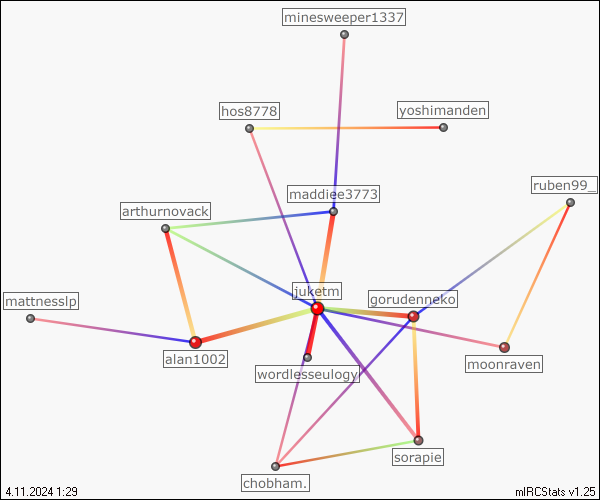 minesweeper1337
hos8778
yoshimanden
ruben99_
maddiee3773
arthurnovack
juketm
gorudenneko
mattnesslp
alan1002
moonraven
wordlesseulogy
sorapie
chobham.
4.11.2024 1:29
mIRCStats v1.25